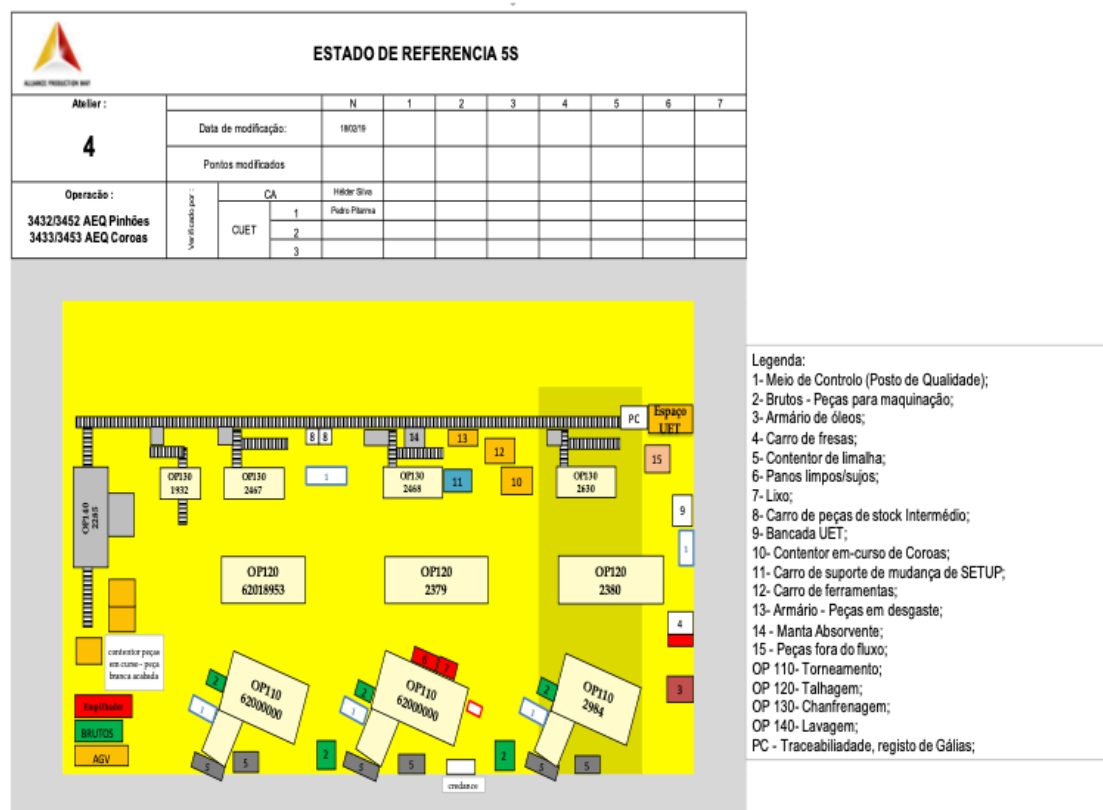 ESTADO DE REFERENCIA 5S
ALLIANCE PRODUCTION WAY
Atelier :
4
N 1 2 3 4 5 6 7
Data de modificação: 18/02/19
Pontos modificados
Operacão :
3432/3452 AEQ Pinhões
3433/3453 AEQ Coroas
Verificado por :
CA Hélder Silva
CUET
1 Pedro Pitarma
2
3
PC
Espaço
UET
8 8
14
13
12
15
OP130
1932
OP130
2467
1
OP130
2468
11
10
OP130
2630
9
OP140
2285
1
OP120
62018953
OP120
2379
OP120
2380
4
contentor peças
em curso - peça
branca acabada
6 7
2
OP110
62000000
2
OP110
62000000
2
OP110
2984
3
1
1
1
Empilhador
BRUTOS
AGV
2
2
5
5
5
5
5
5
credance
Legenda:
1- Meio de Controlo (Posto de Qualidade);
2- Brutos - Peças para maquinação;
3- Armário de óleos;
4- Carro de fresas;
5- Contentor de limalha;
6- Panos limpos/sujos;
7- Lixo;
8- Carro de peças de stock Intermédio;
9- Bancada UET;
10- Contentor em-curso de Coroas;
11- Carro de suporte de mudança de SETUP;
12- Carro de ferramentas;
13- Armário - Peças em desgaste;
14 - Manta Absorvente;
15 - Peças fora do fluxo;
OP 110- Torneamento;
OP 120- Talhagem;
OP 130- Chanfrenagem;
OP 140- Lavagem;
PC - Traceabiliadade, registo de Gálias;